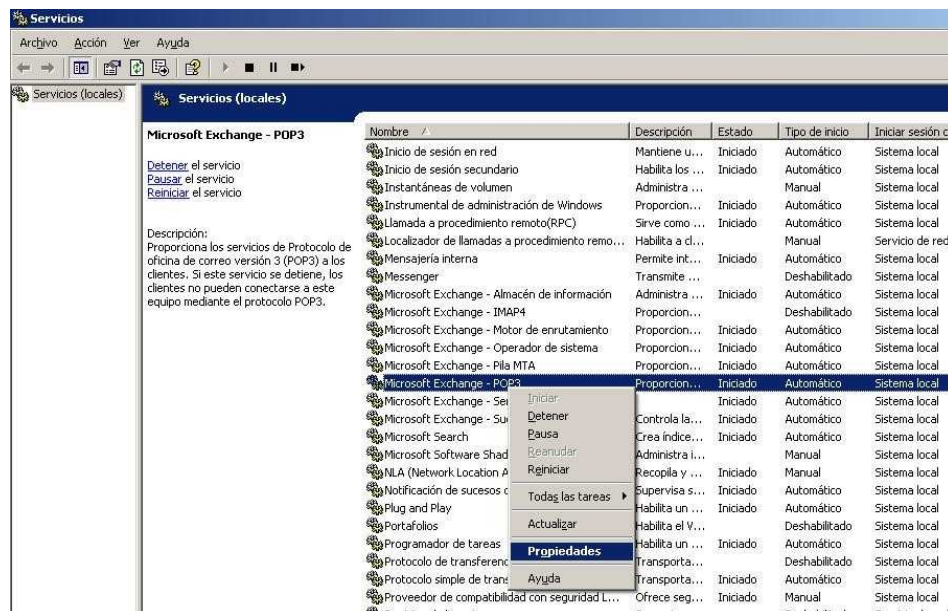 Servicios
Archivo Acción Ver Ayuda
Servicios (locales)
Servicios (locales)
Microsoft Exchange - POP3
Detener el servicio
Pausar el servicio
Reiniciar el servicio
Descripción:
Proporciona los servicios de Protocolo de
oficina de correo versión 3 (POP3) a los
clientes. Si este servicio se detiene, los
clientes no pueden conectarse a este
equipo mediante el protocolo POP3.
Nombre Descripción Estado Tipo de inicio Iniciar sesión c
Inicio de sesión en red Mantiene u... Iniciado Automático Sistema local
Inicio de sesión secundario Habilita los ... Iniciado Automático Sistema local
Instantáneas de volumen Administra ... Manual Sistema local
Instrumental de administración de Windows Proporcion... Iniciado Automático Sistema local
Llamada a procedimiento remoto(RPC) Sirve como ... Iniciado Automático Sistema local
Localizador de llamadas a procedimiento remo... Habilita a cl... Manual Servicio de red
Mensajería interna Permite int... Iniciado Automático Sistema local
Messenger Transmite ... Deshabilitado Sistema local
Microsoft Exchange - Almacén de información Administra ... Iniciado Automático Sistema local
Microsoft Exchange - IMAP4 Proporcion... Deshabilitado Sistema local
Microsoft Exchange - Motor de enrutamiento Proporcion... Iniciado Automático Sistema local
Microsoft Exchange - Operador de sistema Proporcion... Iniciado Automático Sistema local
Microsoft Exchange - Pila MTA Proporcion... Iniciado Automático Sistema local
Microsoft Exchange - POP3 Proporcion... Iniciado Automático Sistema local
Microsoft Exchange - Se Iniciado Automático Sistema local
Microsoft Exchange - Su Controla la... Iniciado Automático Sistema local
Microsoft Search Crea índice... Iniciado Automático Sistema local
Microsoft Software Shad Administra i... Manual Sistema local
NLA (Network Location A Recopila y ... Iniciado Manual Sistema local
Notificación de sucesos Supervisa s... Iniciado Automático Sistema local
Plug and Play Habilita un ... Iniciado Automático Sistema local
Portafolios Habilita el V... Deshabilitado Sistema local
Programador de tareas Habilita un ... Iniciado Automático Sistema local
Protocolo de transferenc Transporta... Deshabilitado Sistema local
Protocolo simple de trans Transporta... Iniciado Automático Sistema local
Proveedor de compatibilidad con seguridad L... Ofrece seg... Iniciado Manual Sistema local
Iniciar
Detener
Pausa
Reanudar
Reiniciar
Todas las tareas
Actualizar
Propiedades
Ayuda